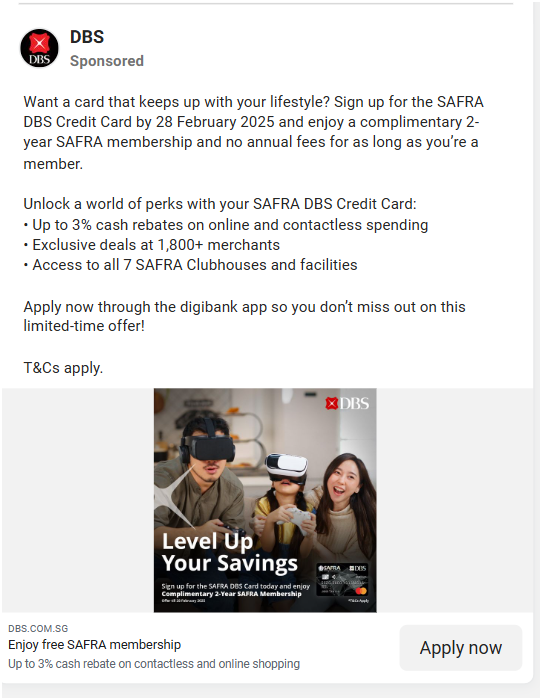 DBS
DBS
Sponsored
Want a card that keeps up with your lifestyle? Sign up for the SAFRA
DBS Credit Card by 28 February 2025 and enjoy a complimentary 2-
year SAFRA membership and no annual fees for as long as you’re a
member.
Unlock a world of perks with your SAFRA DBS Credit Card:
• Up to 3% cash rebates on online and contactless spending
• Exclusive deals at 1,800+ merchants
• Access to all 7 SAFRA Clubhouses and facilities
Apply now through the digibank app so you don’t miss out on this
limited-time offer!
T&Cs apply.
DBS
Level Up
Your Savings
SAFRA DBS
Sign up for the SAFRA DBS Card today and enjoy
Complimentary 2-Year SAFRA Membership
DBS.COM.SG
Enjoy free SAFRA membership
Up to 3% cash rebate on contactless and online shopping
Apply now